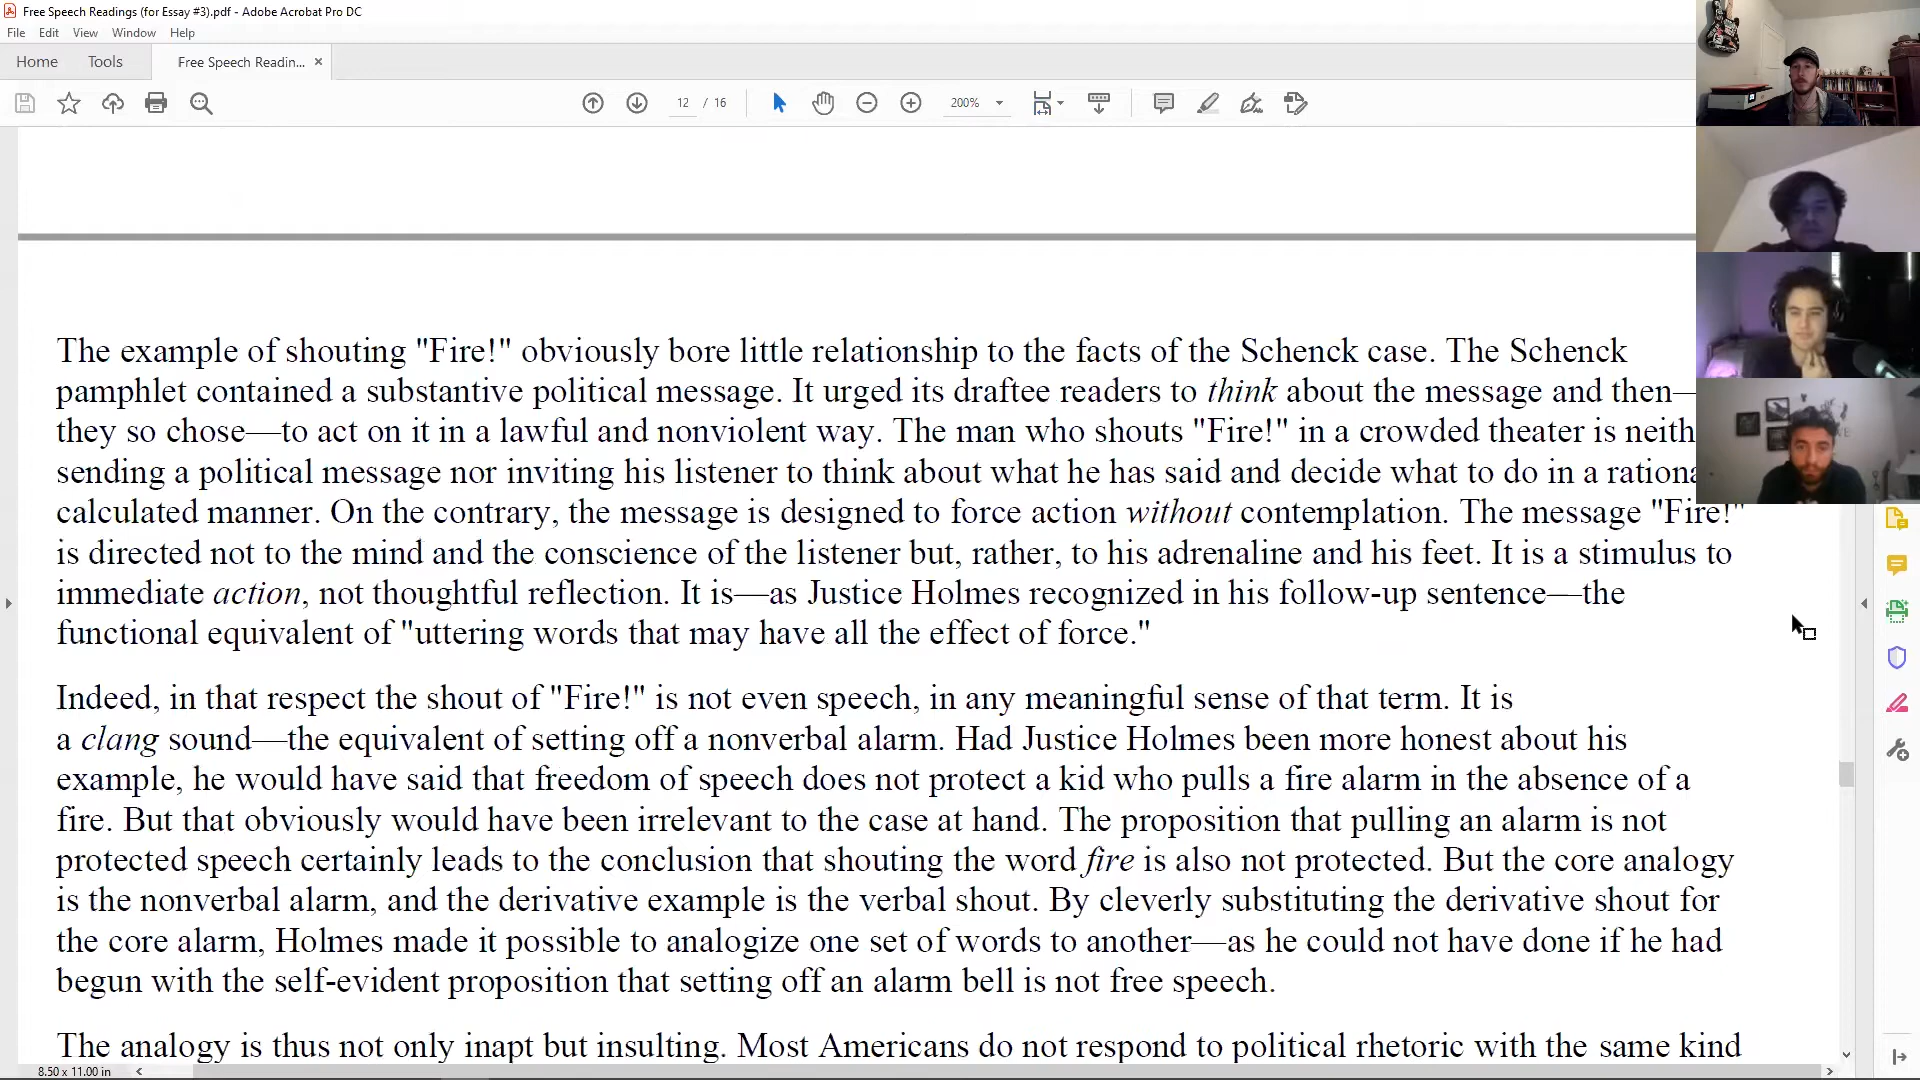 Free Speech Readings (for Essay #3).pdf - Adobe Acrobat Pro DC
File Edit View Window Help
Home Tools Free Speech Readin... ×
12 / 16 200%
The example of shouting "Fire!" obviously bore little relationship to the facts of the Schenck case. The Schenck
pamphlet contained a substantive political message. It urged its draftee readers to think about the message and then—
they so chose—to act on it in a lawful and nonviolent way. The man who shouts "Fire!" in a crowded theater is neith
sending a political message nor inviting his listener to think about what he has said and decide what to do in a rationa
calculated manner. On the contrary, the message is designed to force action without contemplation. The message "Fire!"
is directed not to the mind and the conscience of the listener but, rather, to his adrenaline and his feet. It is a stimulus to
immediate action, not thoughtful reflection. It is—as Justice Holmes recognized in his follow-up sentence—the
functional equivalent of "uttering words that may have all the effect of force."
Indeed, in that respect the shout of "Fire!" is not even speech, in any meaningful sense of that term. It is
a clang sound—the equivalent of setting off a nonverbal alarm. Had Justice Holmes been more honest about his
example, he would have said that freedom of speech does not protect a kid who pulls a fire alarm in the absence of a
fire. But that obviously would have been irrelevant to the case at hand. The proposition that pulling an alarm is not
protected speech certainly leads to the conclusion that shouting the word fire is also not protected. But the core analogy
is the nonverbal alarm, and the derivative example is the verbal shout. By cleverly substituting the derivative shout for
the core alarm, Holmes made it possible to analogize one set of words to another—as he could not have done if he had
begun with the self-evident proposition that setting off an alarm bell is not free speech.
The analogy is thus not only inapt but insulting. Most Americans do not respond to political rhetoric with the same kind
8.50 x 11.00 in